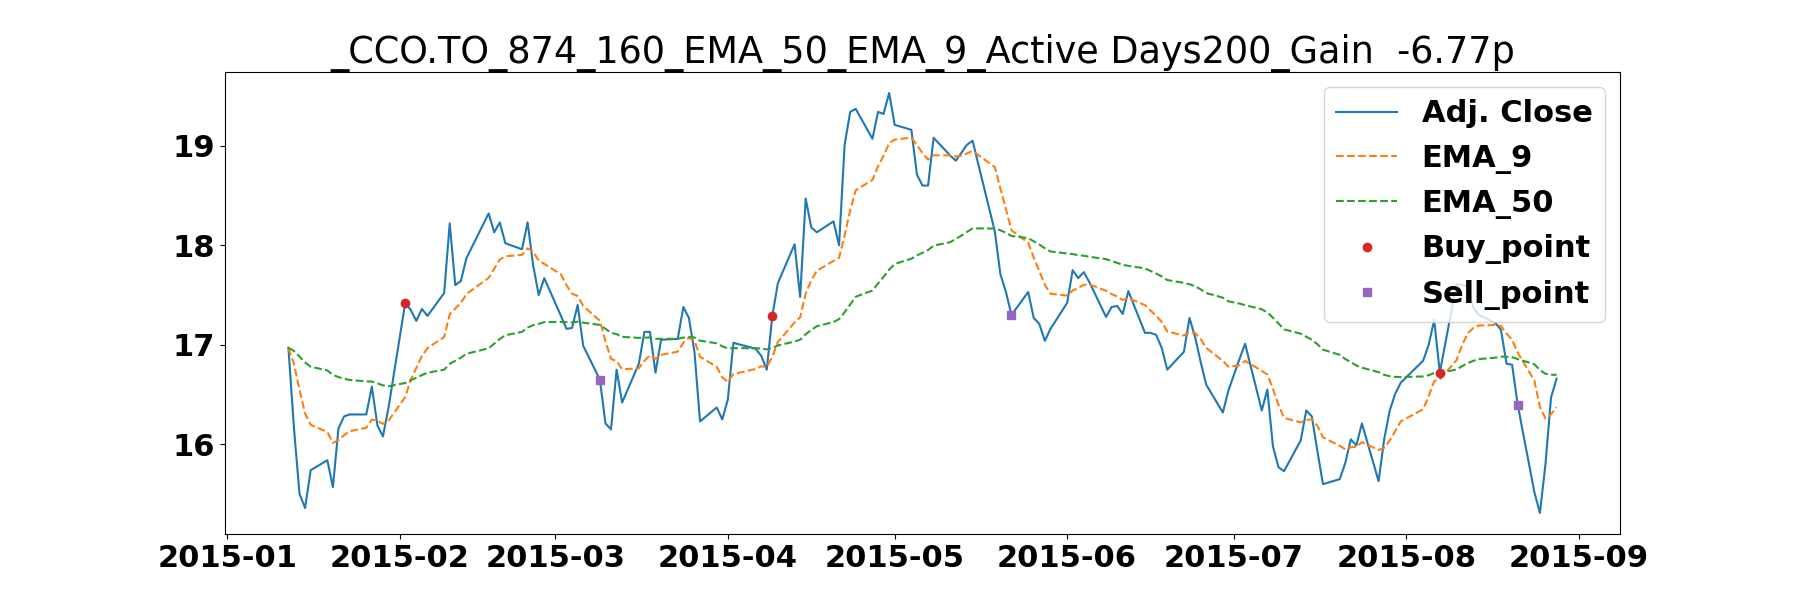 _CCO.TO_874_160_EMA_50_EMA_9_Active Days200_Gain  -6.77p
Adj. Close
EMA_9
EMA_50
Buy_point
Sell_point
19
18
17
16
2015-01 2015-02 2015-03 2015-04 2015-05 2015-06 2015-07 2015-08 2015-09